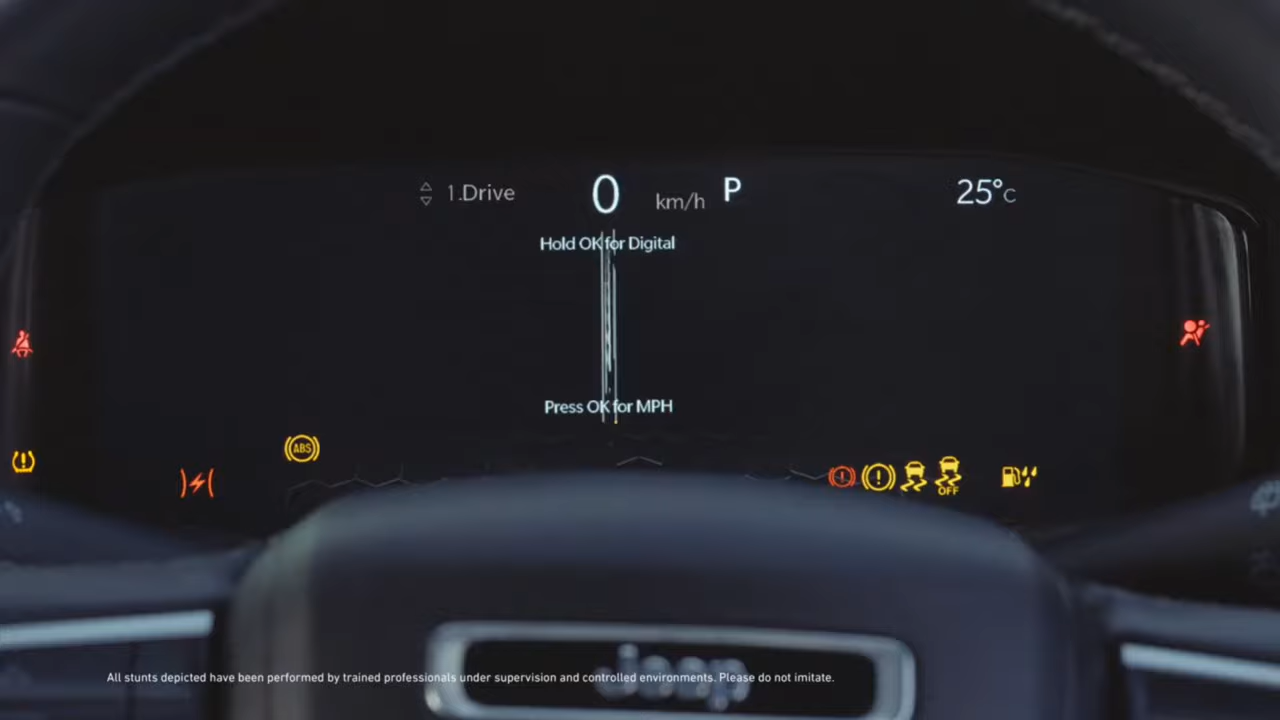 1.Drive 0 km/h P 25°C
Hold OK for Digital
Press OK for MPH
ABS
OFF
Jeep
All stunts depicted have been performed by trained professionals under supervision and controlled environments. Please do not imitate.